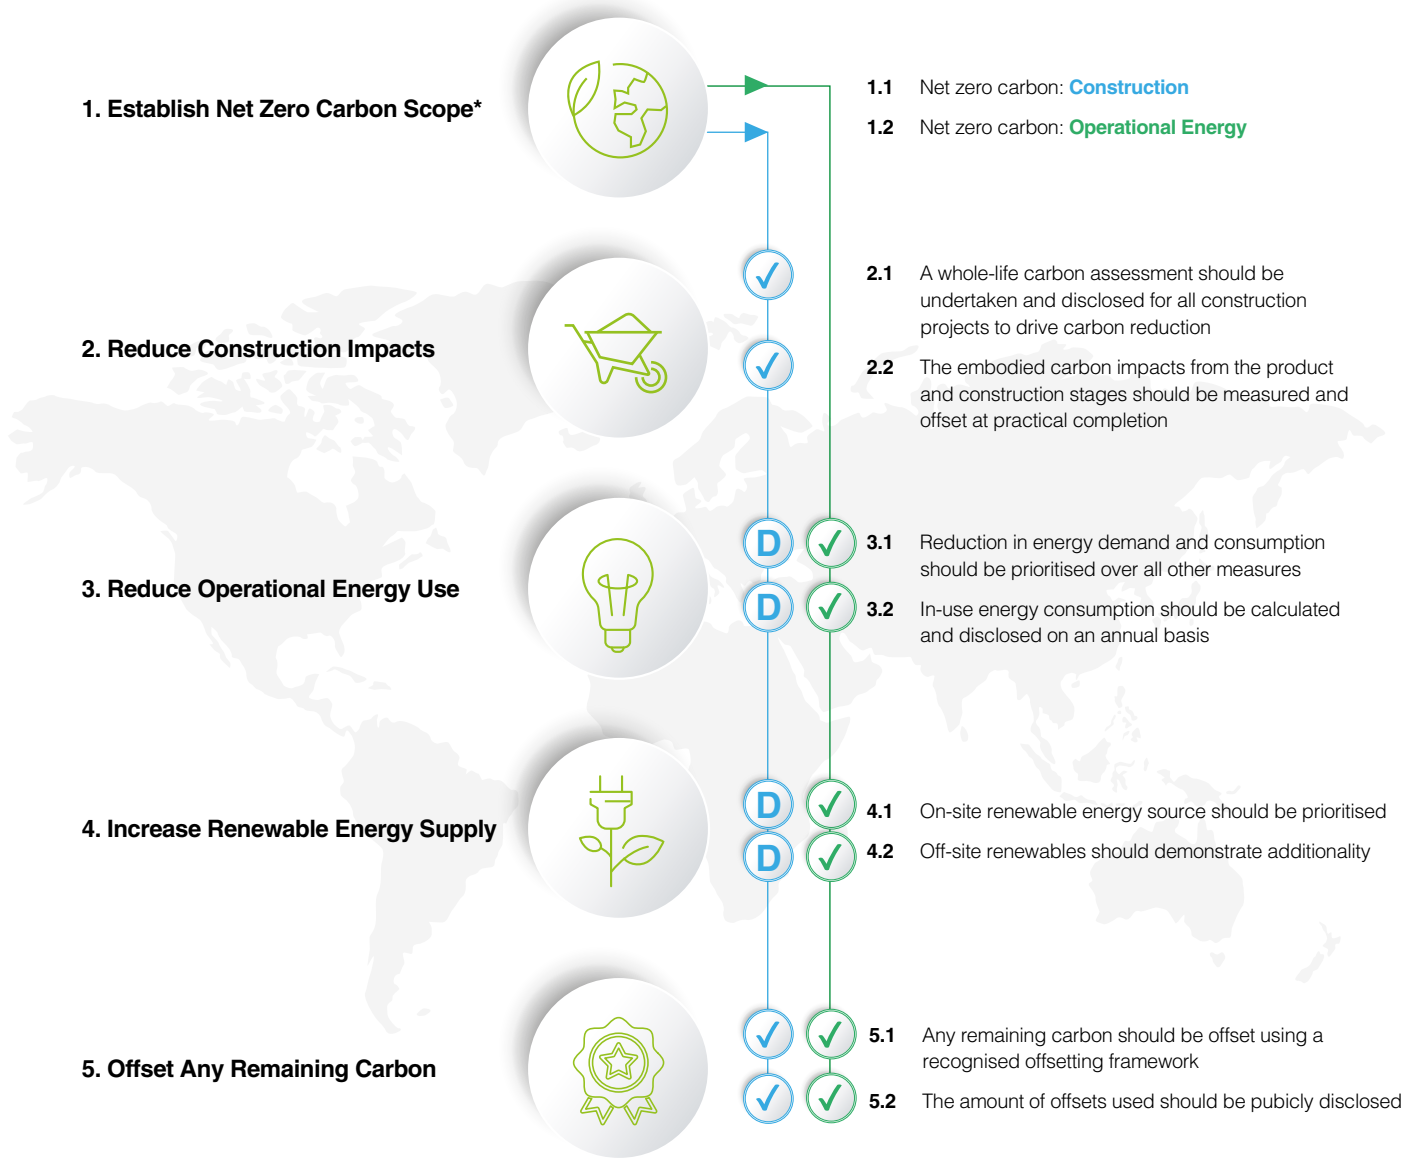 1. Establish Net Zero Carbon Scope*
1.1 Net zero carbon: Construction
1.2 Net zero carbon: Operational Energy
2. Reduce Construction Impacts
2.1 A whole-life carbon assessment should be
undertaken and disclosed for all construction
projects to drive carbon reduction
2.2 The embodied carbon impacts from the product
and construction stages should be measured and
offset at practical completion
3. Reduce Operational Energy Use
D 3.1 Reduction in energy demand and consumption
should be prioritised over all other measures
D 3.2 In-use energy consumption should be calculated
and disclosed on an annual basis
4. Increase Renewable Energy Supply
D 4.1 On-site renewable energy source should be prioritised
D 4.2 Off-site renewables should demonstrate additionality
5. Offset Any Remaining Carbon
5.1 Any remaining carbon should be offset using a
recognised offsetting framework
5.2 The amount of offsets used should be pubicly disclosed